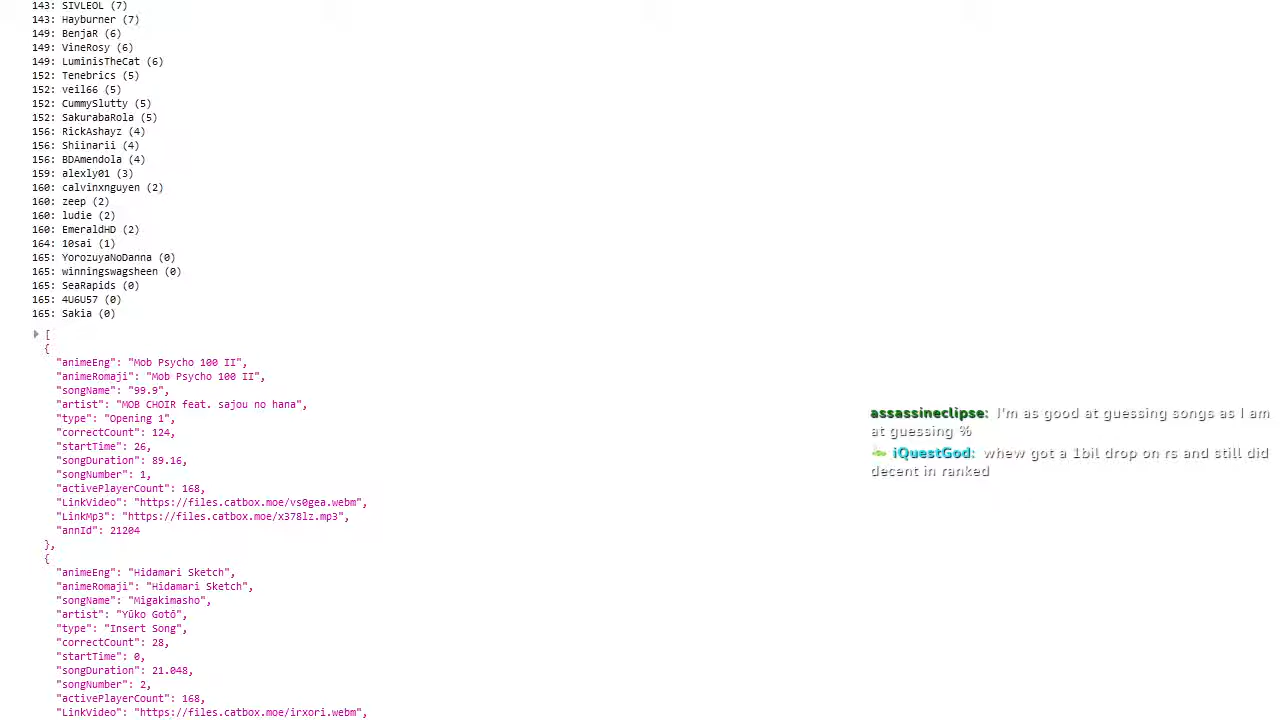 143: SIVLEOL (7)
143: Hayburner (7)
149: BenjaR (6)
149: VineRosy (6)
149: LuminisTheCat (6)
152: Tenebrics (5)
152: veil66 (5)
152: CummySlutty (5)
152: SakurabaRola (5)
156: RickAshayz (4)
156: Shiinarii (4)
156: BDAmendola (4)
159: alexly01 (3)
160: calvinxnguyen (2)
160: zeep (2)
160: ludie (2)
160: EmeraldHD (2)
164: 10sai (1)
165: YorozuyaNoDanna (0)
165: winningswagsheen (0)
165: SeaRapids (0)
165: 4U6U57 (0)
165: Sakia (0)
[
{
"animeEng": "Mob Psycho 100 II",
"animeRomaji": "Mob Psycho 100 II",
"songName": "99.9",
"artist": "MOB CHOIR feat. sajou no hana",
"type": "Opening 1",
"correctCount": 124,
"startTime": 26,
"songDuration": 89.16,
"songNumber": 1,
"activePlayerCount": 168,
"LinkVideo": "https://files.catbox.moe/vs0gea.webm",
"LinkMp3": "https://files.catbox.moe/x378lz.mp3",
"annId": 21204
},
{
"animeEng": "Hidamari Sketch",
"animeRomaji": "Hidamari Sketch",
"songName": "Migakimasho",
"artist": "Yūko Gotō",
"type": "Insert Song",
"correctCount": 28,
"startTime": 0,
"songDuration": 21.048,
"songNumber": 2,
"activePlayerCount": 168,
"LinkVideo": "https://files.catbox.moe/irxori.webm",
assassineclipse: I'm as good at guessing songs as I am
at guessing %
iQuestGod: whew got a 1bil drop on rs and still did
decent in ranked